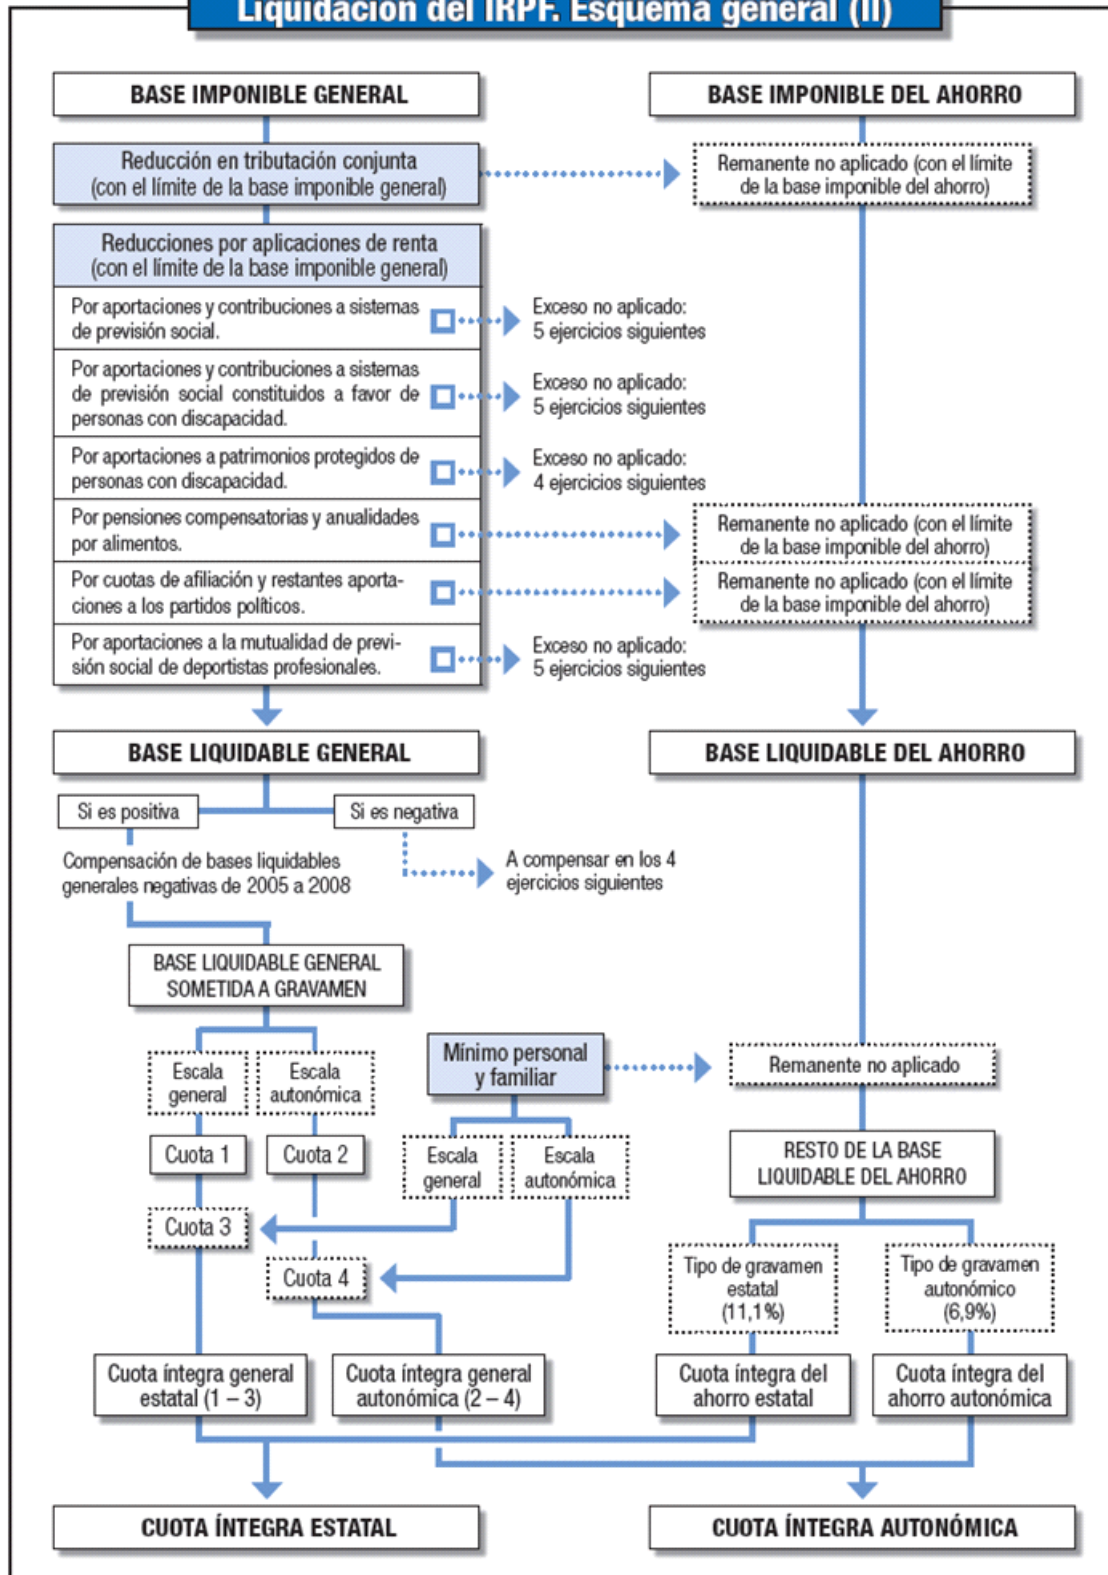 Liquidación del IRPF. Esquema general (II)
BASE IMPONIBLE GENERAL
BASE IMPONIBLE DEL AHORRO
Reducción en tributación conjunta
(con el límite de la base imponible general)
Remanente no aplicado (con el límite
de la base imponible del ahorro)
Reducciones por aplicaciones de renta
(con el límite de la base imponible general)
Por aportaciones y contribuciones a sistemas
de previsión social.
Exceso no aplicado:
5 ejercicios siguientes
Por aportaciones y contribuciones a sistemas
de previsión social constituidos a favor de
personas con discapacidad.
Exceso no aplicado:
5 ejercicios siguientes
Por aportaciones a patrimonios protegidos de
personas con discapacidad.
Exceso no aplicado:
4 ejercicios siguientes
Por pensiones compensatorias y anualidades
por alimentos.
Remanente no aplicado (con el límite
de la base imponible del ahorro)
Por cuotas de afiliación y restantes aporta-
ciones a los partidos políticos.
Remanente no aplicado (con el límite
de la base imponible del ahorro)
Por aportaciones a la mutualidad de previ-
sión social de deportistas profesionales.
Exceso no aplicado:
5 ejercicios siguientes
BASE LIQUIDABLE GENERAL
BASE LIQUIDABLE DEL AHORRO
Si es positiva
Si es negativa
Compensación de bases liquidables
generales negativas de 2005 a 2008
A compensar en los 4
ejercicios siguientes
BASE LIQUIDABLE GENERAL
SOMETIDA A GRAVAMEN
Escala
general
Escala
autonómica
Mínimo personal
y familiar
Remanente no aplicado
Cuota 1
Cuota 2
Escala
general
Escala
autonómica
RESTO DE LA BASE
LIQUIDABLE DEL AHORRO
Cuota 3
Cuota 4
Tipo de gravamen
estatal
(11,1%)
Tipo de gravamen
autonómico
(6,9%)
Cuota íntegra general
estatal (1 – 3)
Cuota íntegra general
autonómica (2 – 4)
Cuota íntegra del
ahorro estatal
Cuota íntegra del
ahorro autonómica
CUOTA ÍNTEGRA ESTATAL
CUOTA ÍNTEGRA AUTONÓMICA